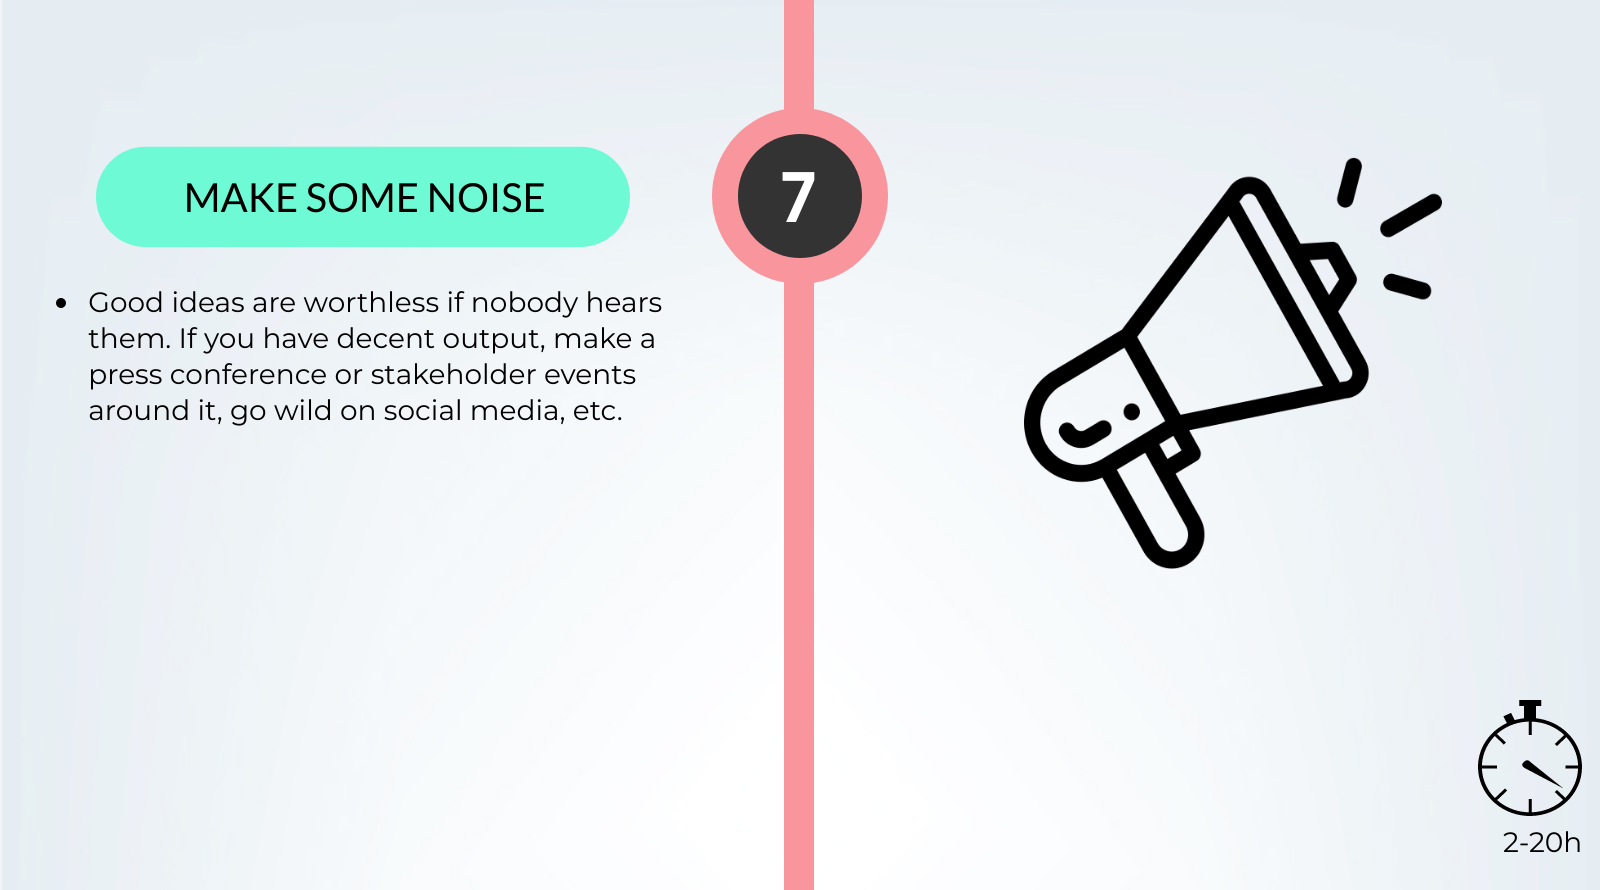 MAKE SOME NOISE
7
• Good ideas are worthless if nobody hears
them. If you have decent output, make a
press conference or stakeholder events
around it, go wild on social media, etc.
2-20h